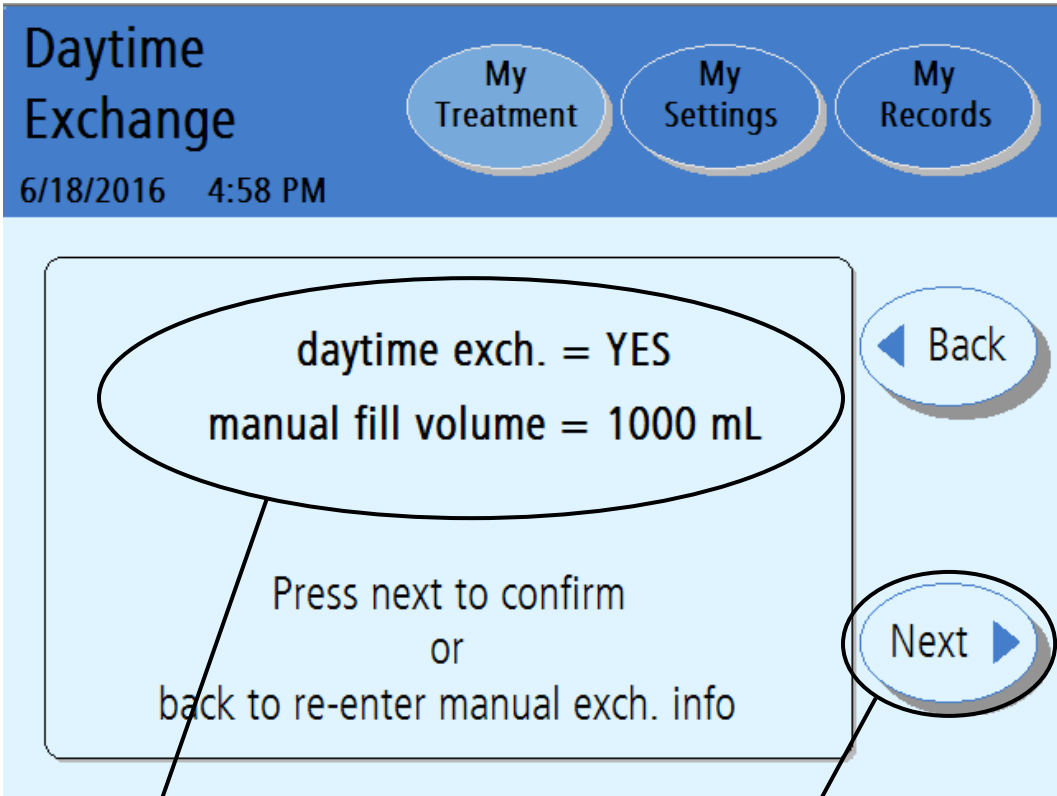 Daytime
Exchange
6/18/2016 4:58 PM
My
Treatment
My
Settings
My
Records
daytime exch. = YES
manual fill volume = 1000 mL
Press next to confirm
or
back to re-enter manual exch. info
Back
Next